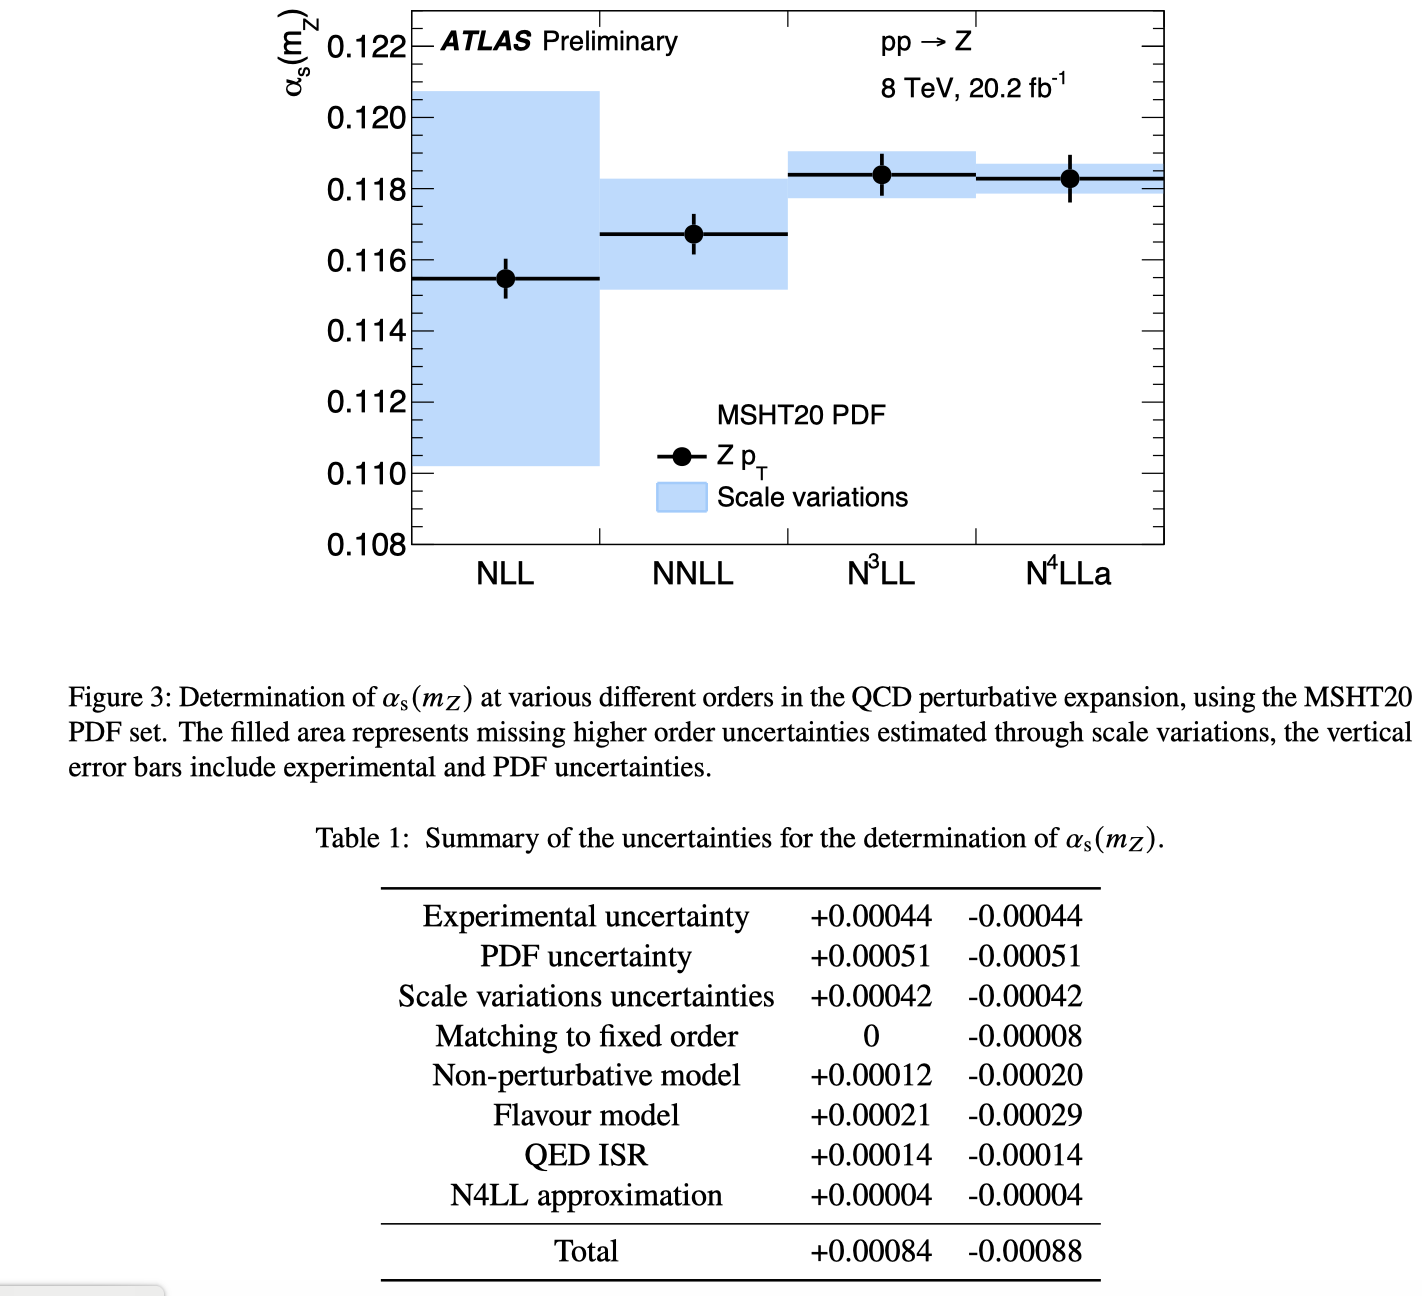 αs(mZ)
0.122
ATLAS Preliminary
pp → Z
8 TeV, 20.2 fb⁻¹
0.120
0.118
0.116
0.114
0.112
0.110
0.108
MSHT20 PDF
Z pT
Scale variations
NLL NNLL N³LL N⁴LLa
Figure 3: Determination of αs(mZ) at various different orders in the QCD perturbative expansion, using the MSHT20
PDF set. The filled area represents missing higher order uncertainties estimated through scale variations, the vertical
error bars include experimental and PDF uncertainties.
Table 1: Summary of the uncertainties for the determination of αs(mZ).
Experimental uncertainty +0.00044 -0.00044
PDF uncertainty +0.00051 -0.00051
Scale variations uncertainties +0.00042 -0.00042
Matching to fixed order 0 -0.00008
Non-perturbative model +0.00012 -0.00020
Flavour model +0.00021 -0.00029
QED ISR +0.00014 -0.00014
N4LL approximation +0.00004 -0.00004
Total +0.00084 -0.00088